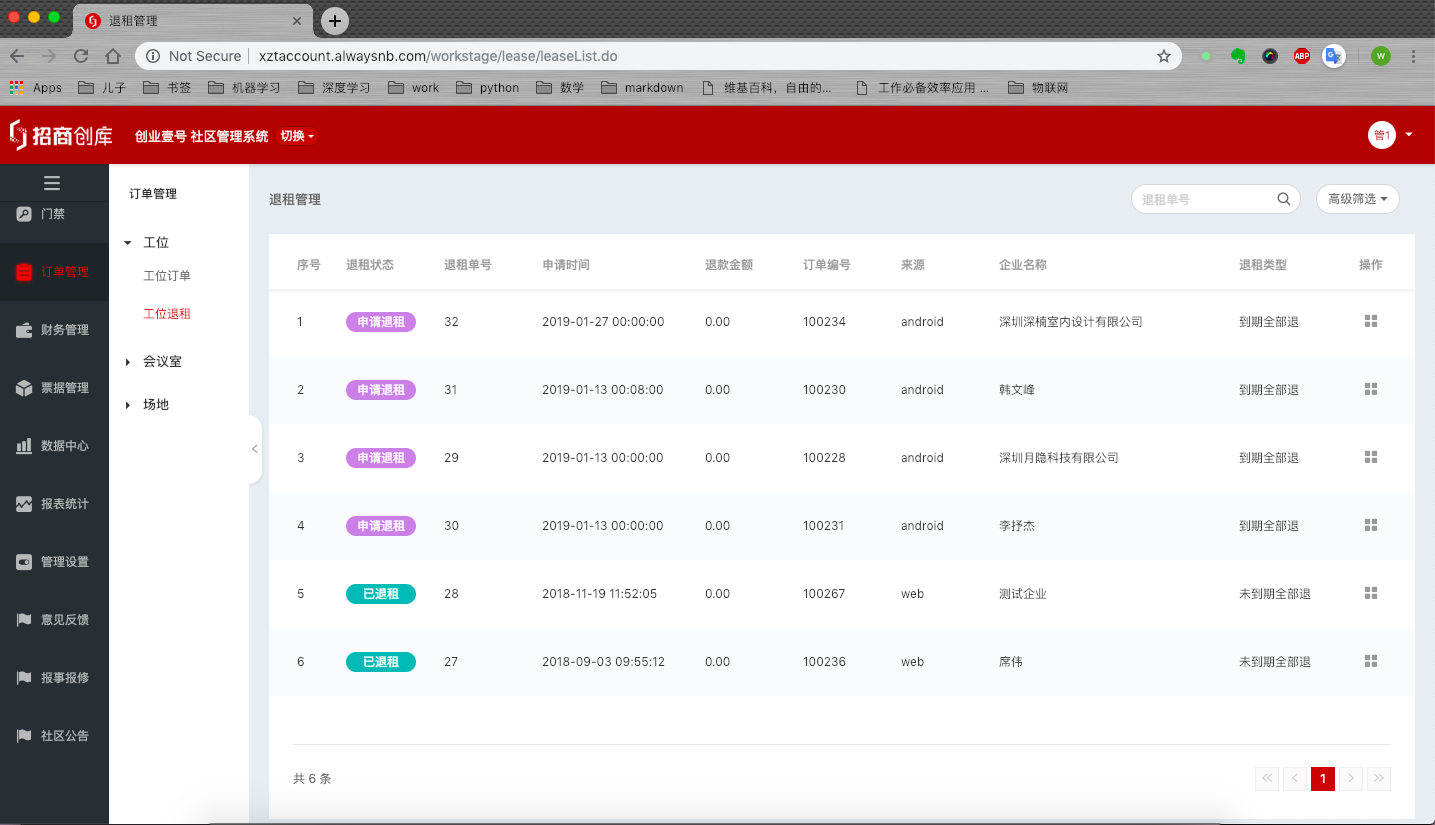 退租管理
Not Secure xztaccount.alwaysnb.com/workstage/lease/leaseList.do
ABP
W
Apps 儿子 书签 机器学习 深度学习 work python 数学 markdown 维基百科，自由的... 工作必备效率应用 ... 物联网
招商创库 创业壹号 社区管理系统 切换 管1
门禁
订单管理
财务管理
票据管理
数据中心
报表统计
管理设置
意见反馈
报事报修
社区公告
订单管理
工位
工位订单
工位退租
会议室
场地
退租管理 退租单号 高级筛选
序号 退租状态 退租单号 申请时间 退款金额 订单编号 来源 企业名称 退租类型 操作
1 申请退租 32 2019-01-27 00:00:00 0.00 100234 android 深圳深楠室内设计有限公司 到期全部退
2 申请退租 31 2019-01-13 00:08:00 0.00 100230 android 韩文峰 到期全部退
3 申请退租 29 2019-01-13 00:00:00 0.00 100228 android 深圳月隐科技有限公司 到期全部退
4 申请退租 30 2019-01-13 00:00:00 0.00 100231 android 李抒杰 到期全部退
5 已退租 28 2018-11-19 11:52:05 0.00 100267 web 测试企业 未到期全部退
6 已退租 27 2018-09-03 09:55:12 0.00 100236 web 席伟 未到期全部退
共 6 条 1